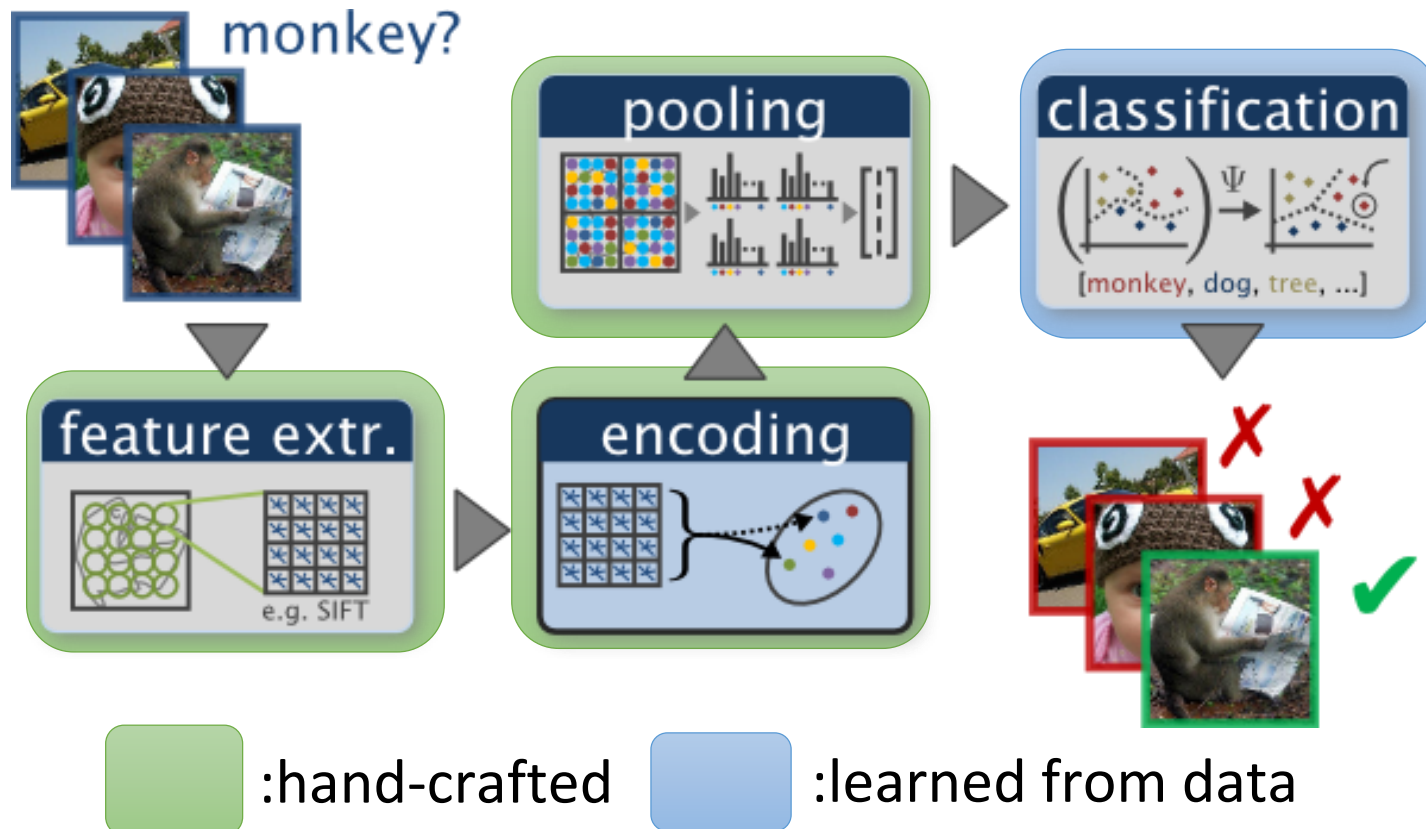 monkey?
feature extr.
e.g. SIFT
encoding
pooling
classification
Ψ
[monkey, dog, tree, ...]
:hand-crafted
:learned from data